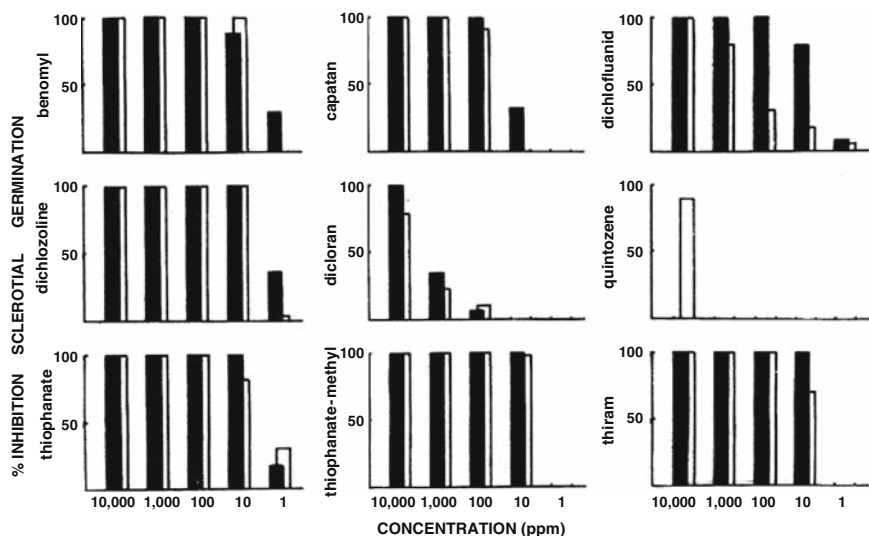 100
50
benomyl
100
50
capatan
100
50
dichlofluanid
100
50
dichlozoline
100
50
dicloran
100
50
quintozene
100
50
thiophanate
100
50
thiophanate-methyl
100
50
thiram
% INHIBITION SCLEROTIAL GERMINATION
10,000 1,000 100 10 1
10,000 1,000 100 10 1
10,000 1,000 100 10 1
CONCENTRATION (ppm)